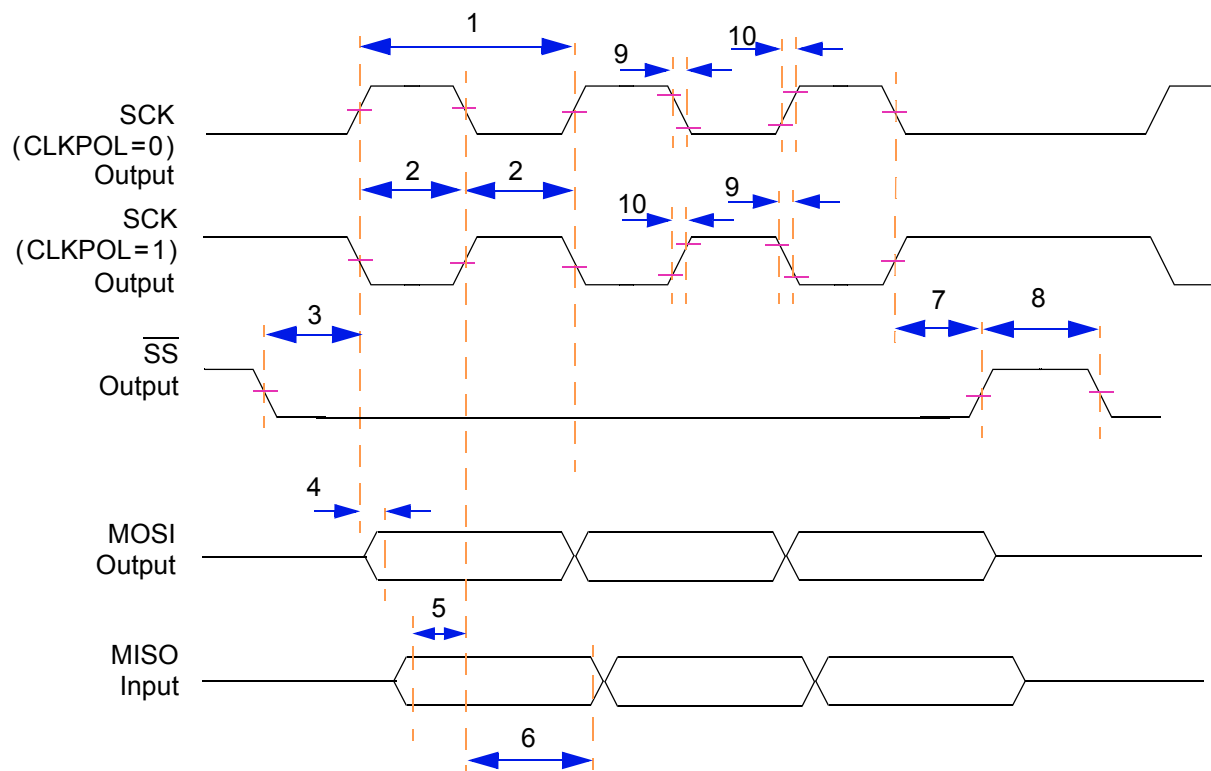 1
9
10
SCK
(CLKPOL=0)
Output
2
2
SCK
(CLKPOL=1)
Output
10
9
3
7
8
SS
Output
4
MOSI
Output
5
MISO
Input
6